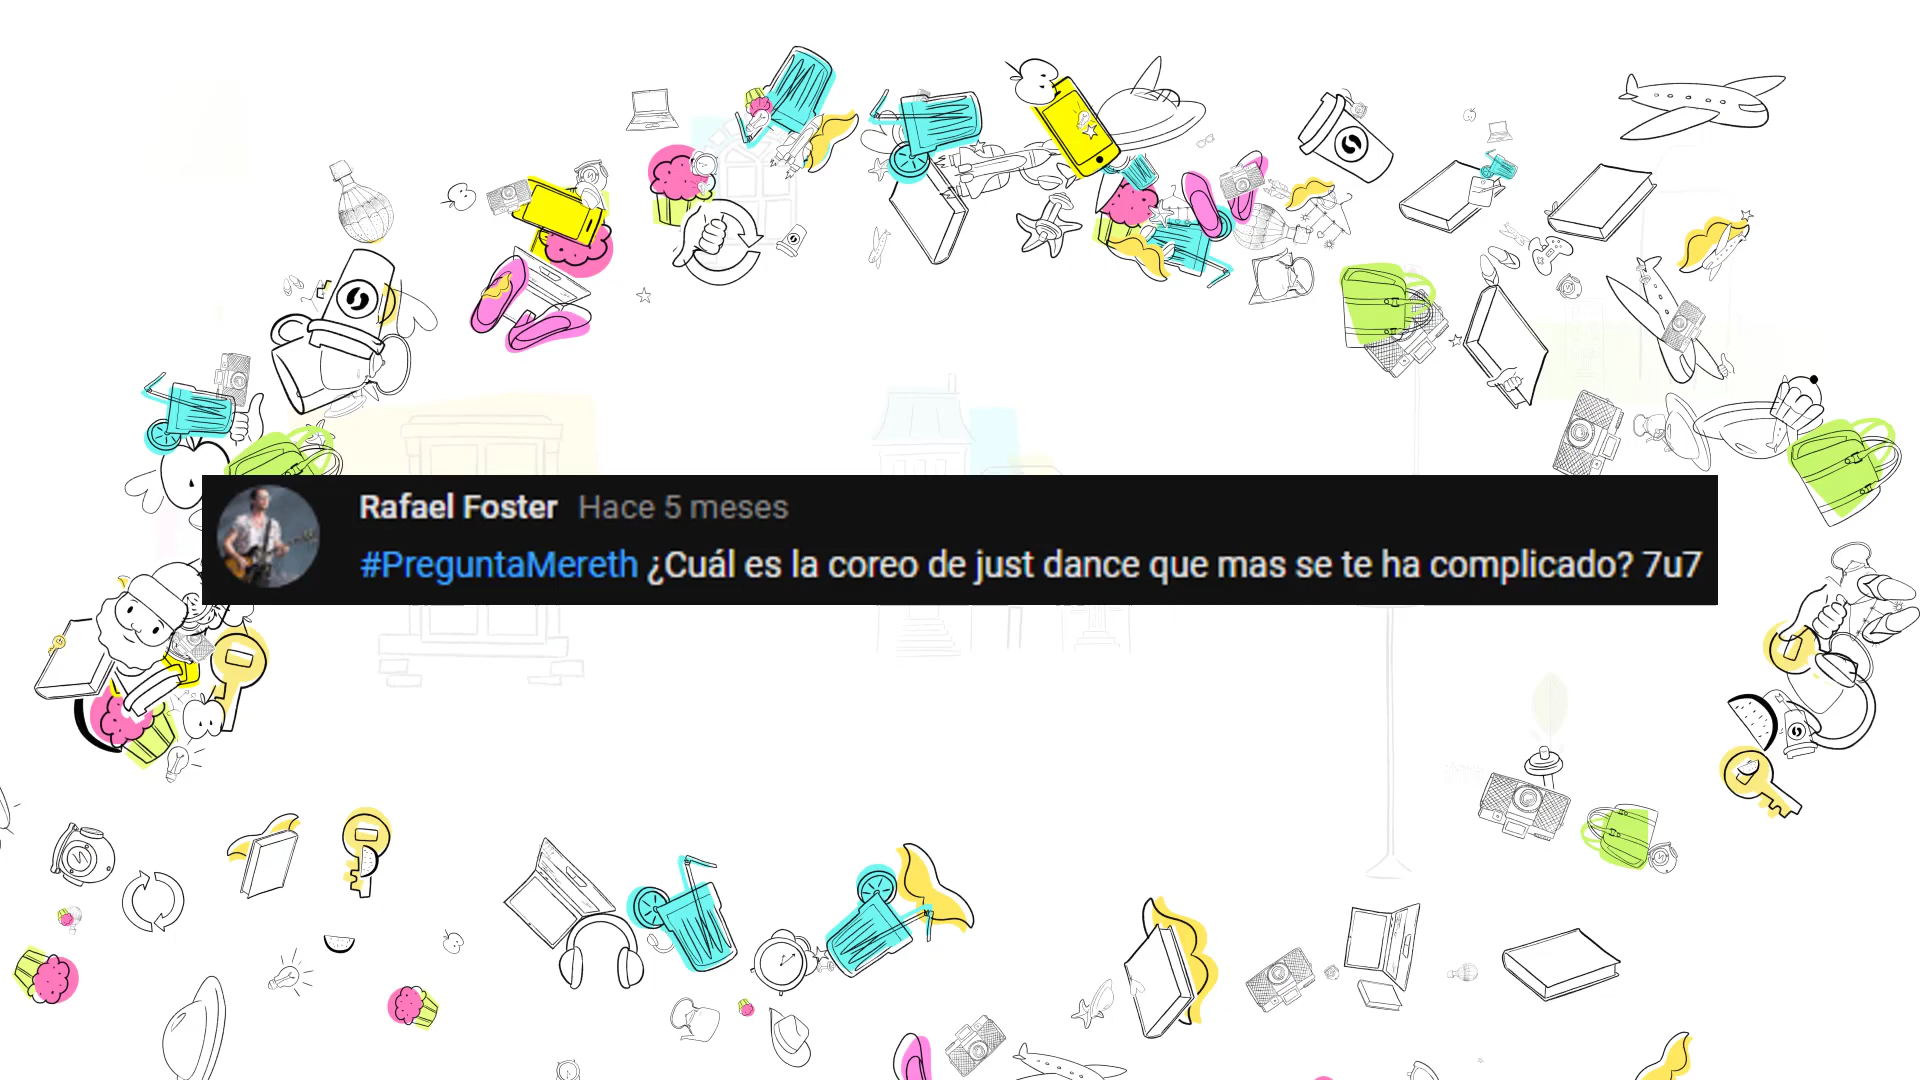 Rafael Foster Hace 5 meses
#PreguntaMereth ¿Cuál es la coreo de just dance que mas se te ha complicado? 7u7